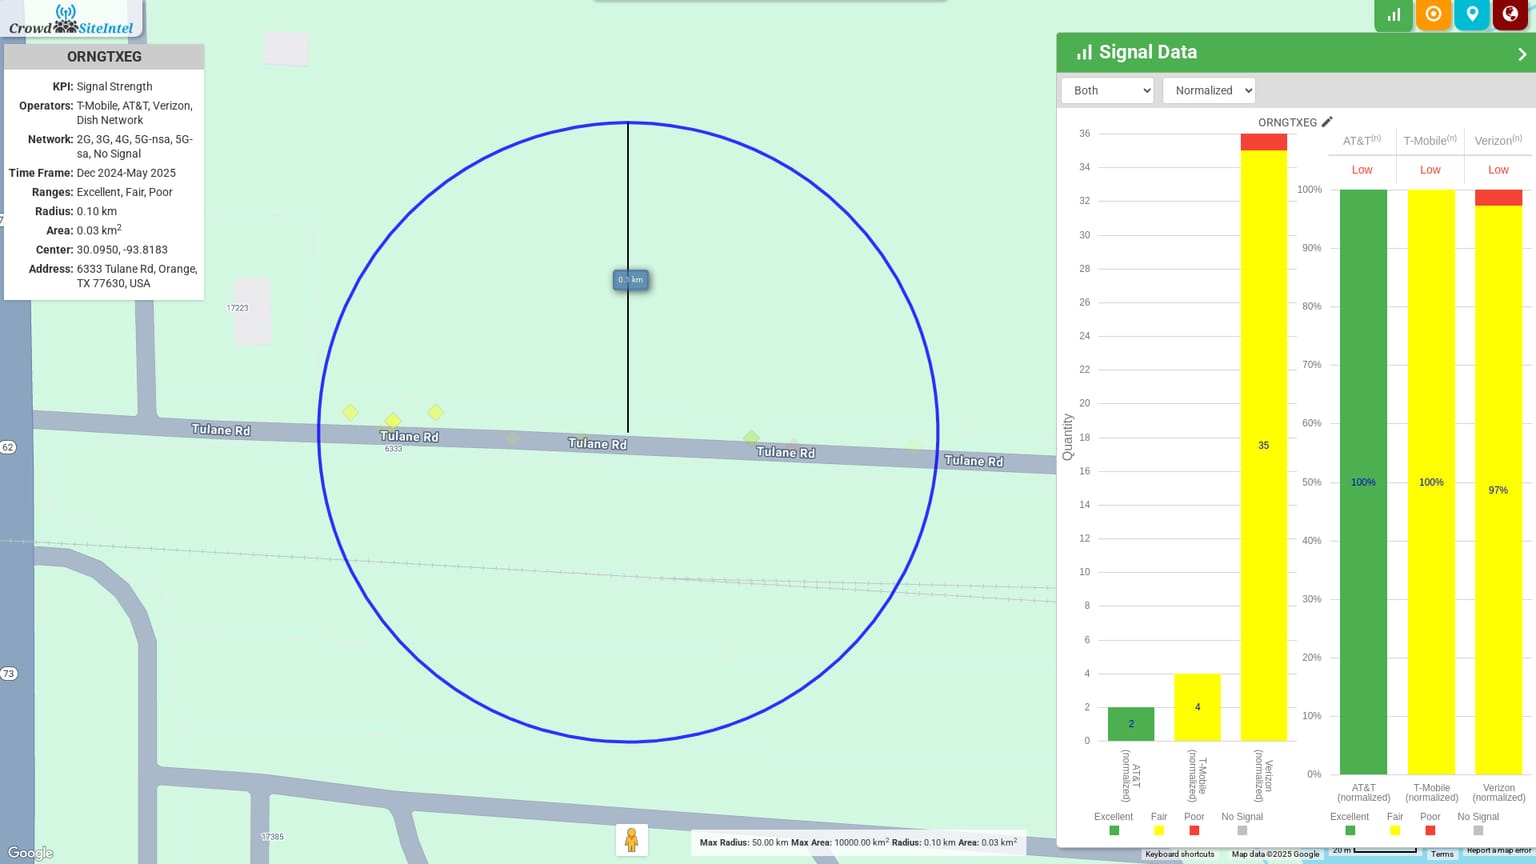 Crowd SiteIntel
ORNGTXEG
KPI: Signal Strength
Operators: T-Mobile, AT&T, Verizon,
Dish Network
Network: 2G, 3G, 4G, 5G-nsa, 5G-
sa, No Signal
Time Frame: Dec 2024-May 2025
Ranges: Excellent, Fair, Poor
Radius: 0.10 km
Area: 0.03 km²
Center: 30.0950, -93.8183
Address: 6333 Tulane Rd, Orange,
TX 77630, USA
17223
0.1 km
Tulane Rd
Tulane Rd
Tulane Rd
Tulane Rd
Tulane Rd
6333
62
73
17385
Google
Max Radius: 50.00 km Max Area: 10000.00 km² Radius: 0.10 km Area: 0.03 km²
Signal Data
Both
Normalized
ORNGTXEG
Quantity
36
34
32
30
28
26
24
22
20
18
16
14
12
10
8
6
4
2
0
2
4
35
AT&T (normalized)
T-Mobile (normalized)
Verizon (normalized)
Excellent Fair Poor No Signal
AT&T(n) T-Mobile(n) Verizon(n)
Low Low Low
100%
90%
80%
70%
60%
50%
40%
30%
20%
10%
0%
100% 100% 97%
AT&T (normalized)
T-Mobile (normalized)
Verizon (normalized)
Excellent Fair Poor No Signal
Keyboard shortcuts
Map data ©2025 Google
20 m
Terms
Report a map error